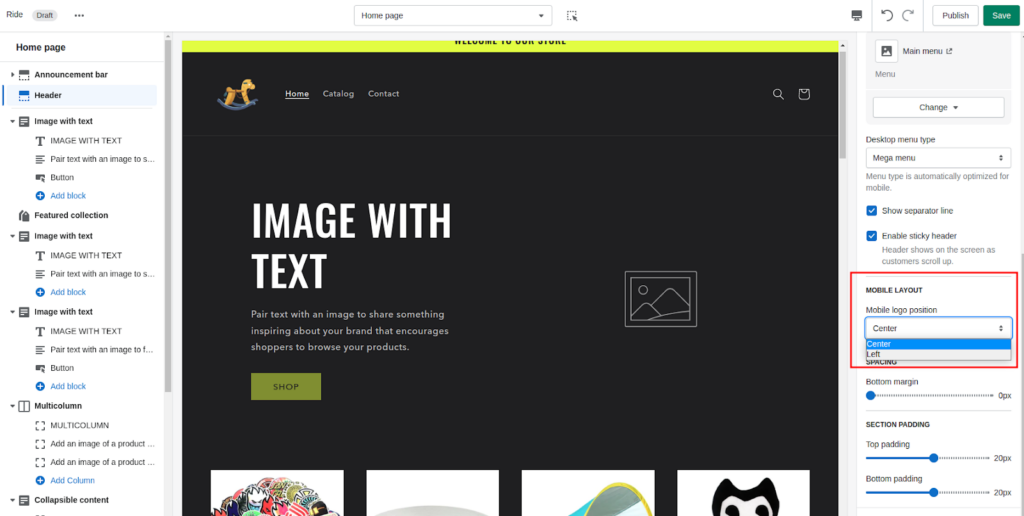 Ride Draft ••• Home page Publish Save
Home page
Announcement bar
Header
Image with text
IMAGE WITH TEXT
Pair text with an image to s...
Button
Add block
Featured collection
Image with text
IMAGE WITH TEXT
Pair text with an image to s...
Add block
Image with text
IMAGE WITH TEXT
Pair text with an image to f...
Button
Add block
Multicolumn
MULTICOLUMN
Add an image of a product ...
Add an image of a product ...
Add Column
Collapsible content
WELCOME TO OUR STORE
Home Catalog Contact
IMAGE WITH
TEXT
Pair text with an image to share something
inspiring about your brand that encourages
shoppers to browse your products.
SHOP
Main menu
Menu
Change
Desktop menu type
Mega menu
Menu type is automatically optimized for
mobile.
Show separator line
Enable sticky header
Header shows on the screen as
customers scroll up.
MOBILE LAYOUT
Mobile logo position
Center
Center
Left
SPACING
Bottom margin
0px
SECTION PADDING
Top padding
20px
Bottom padding
20px